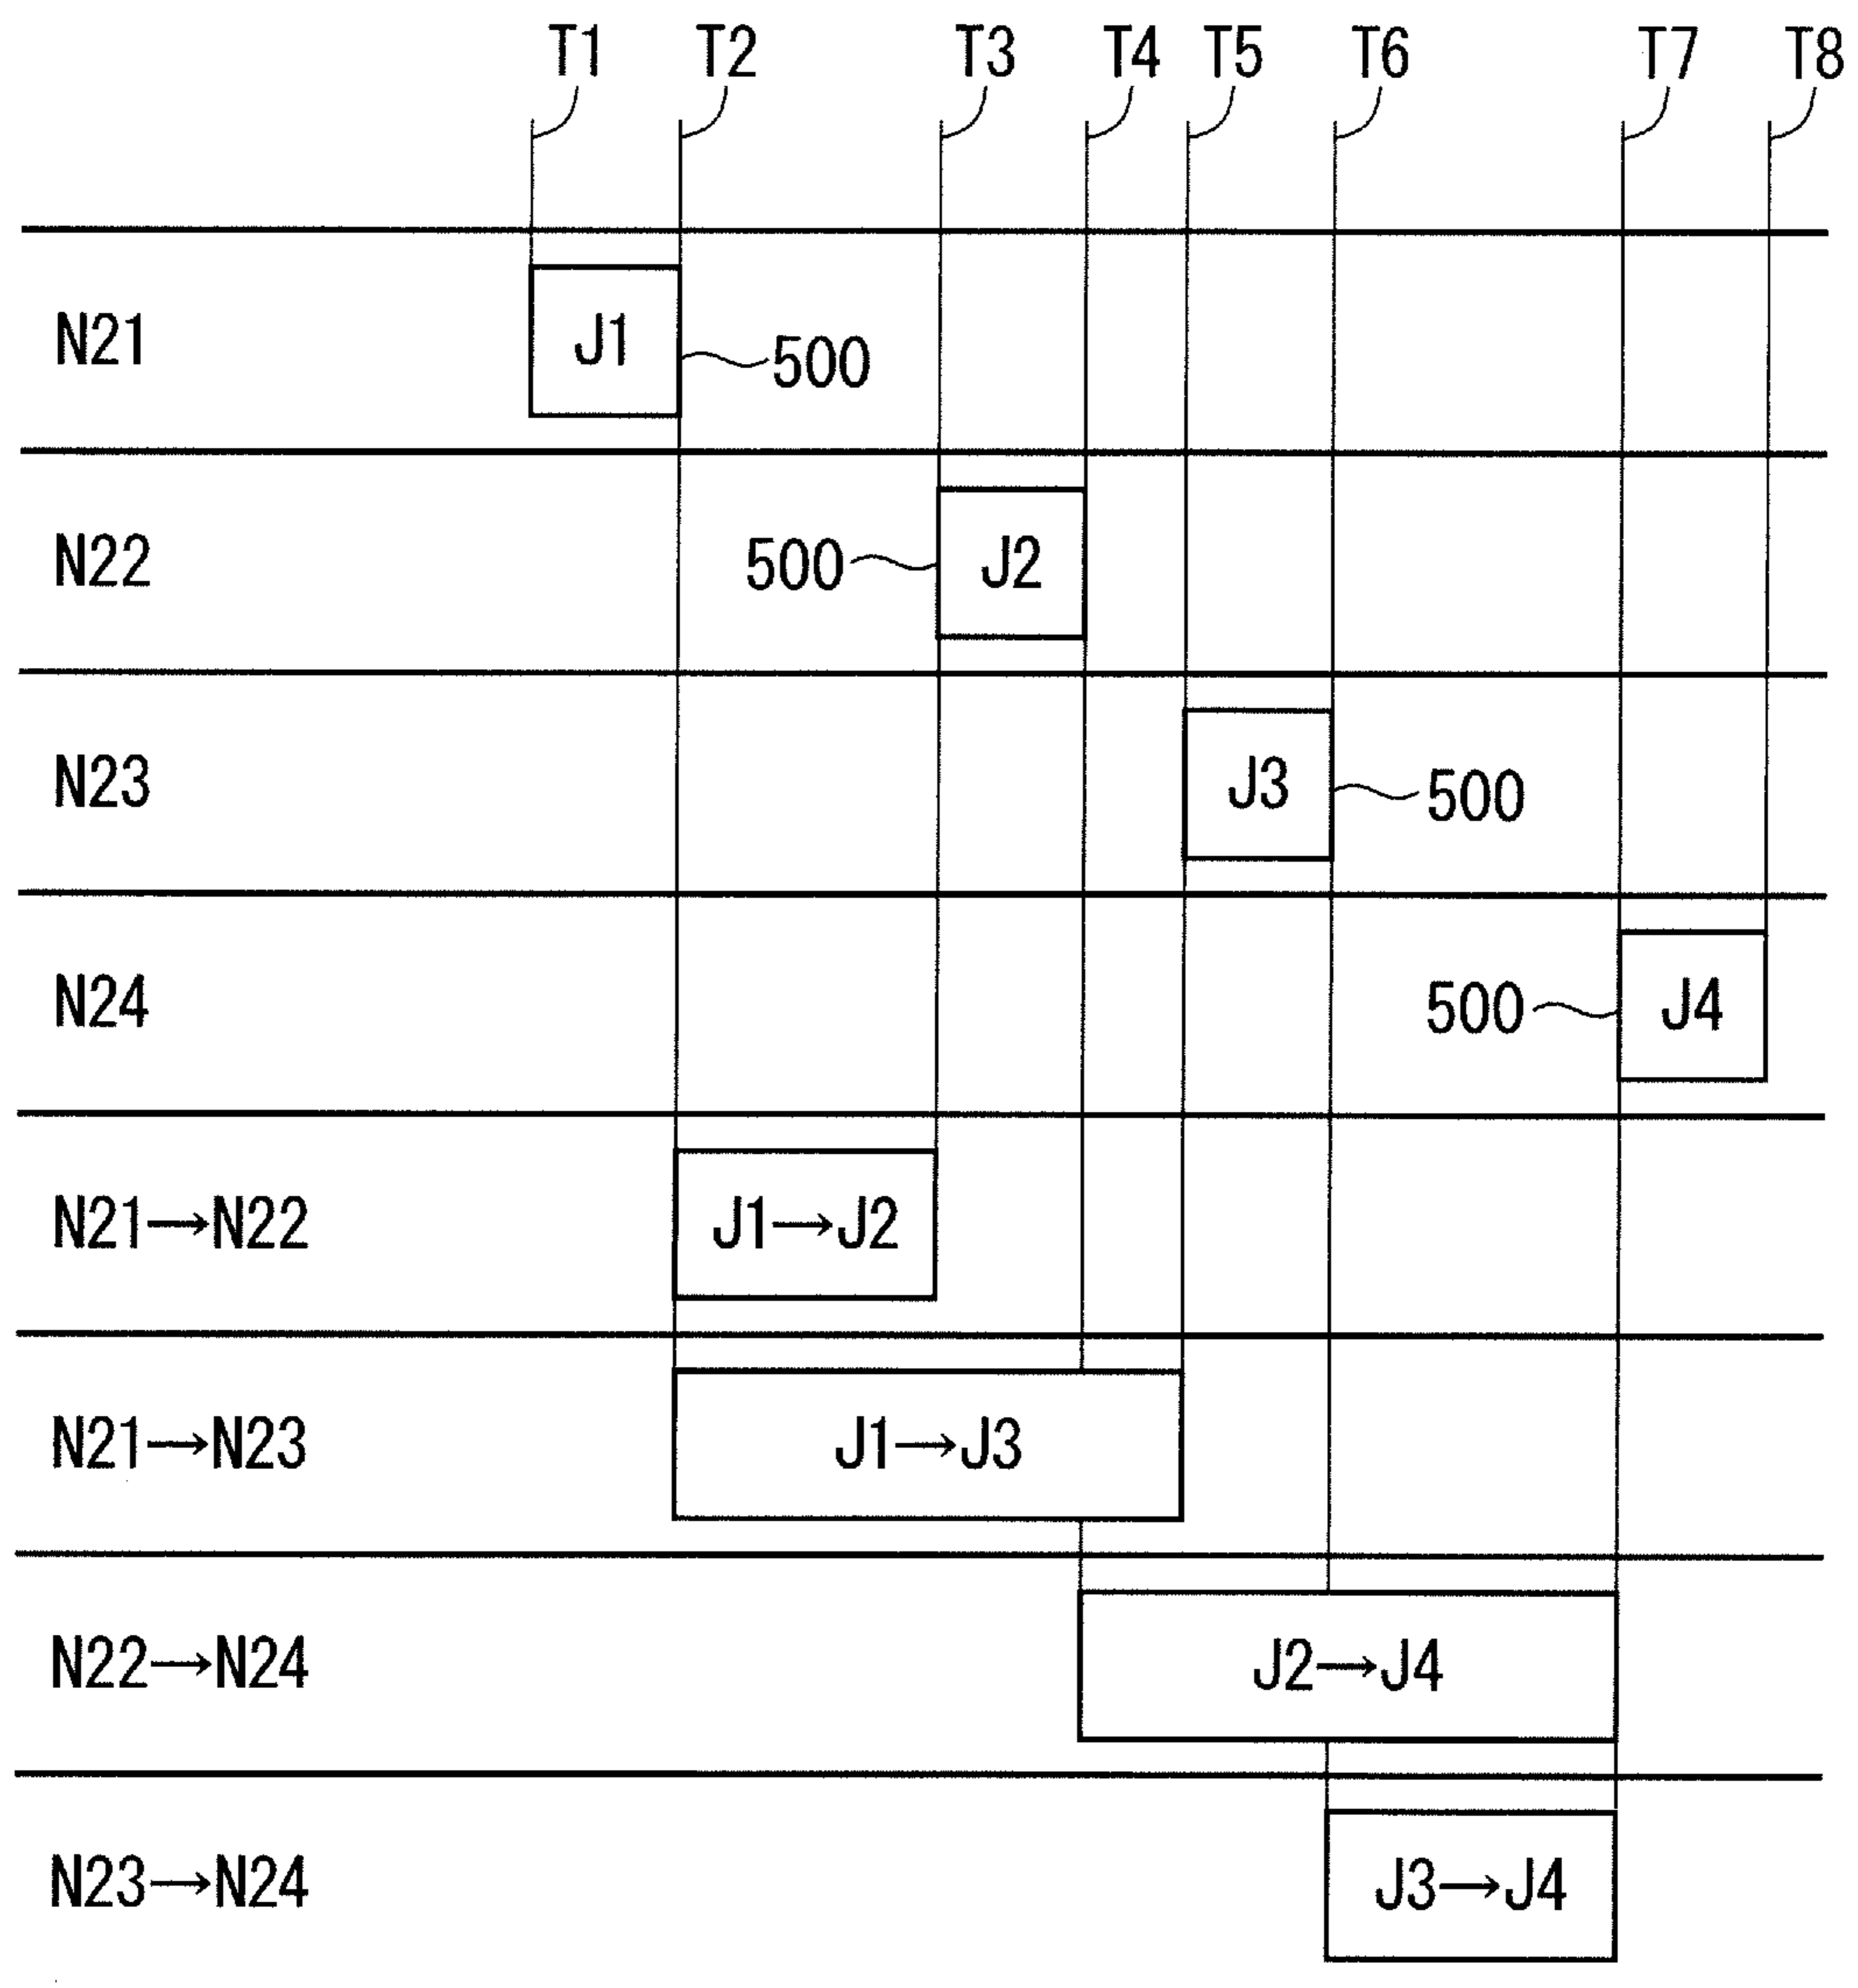 T1 T2 T3 T4 T5 T6 T7 T8
N21 J1 500
N22 500 J2
N23 J3 500
N24 500 J4
N21→N22 J1→J2
N21→N23 J1→J3
N22→N24 J2→J4
N23→N24 J3→J4